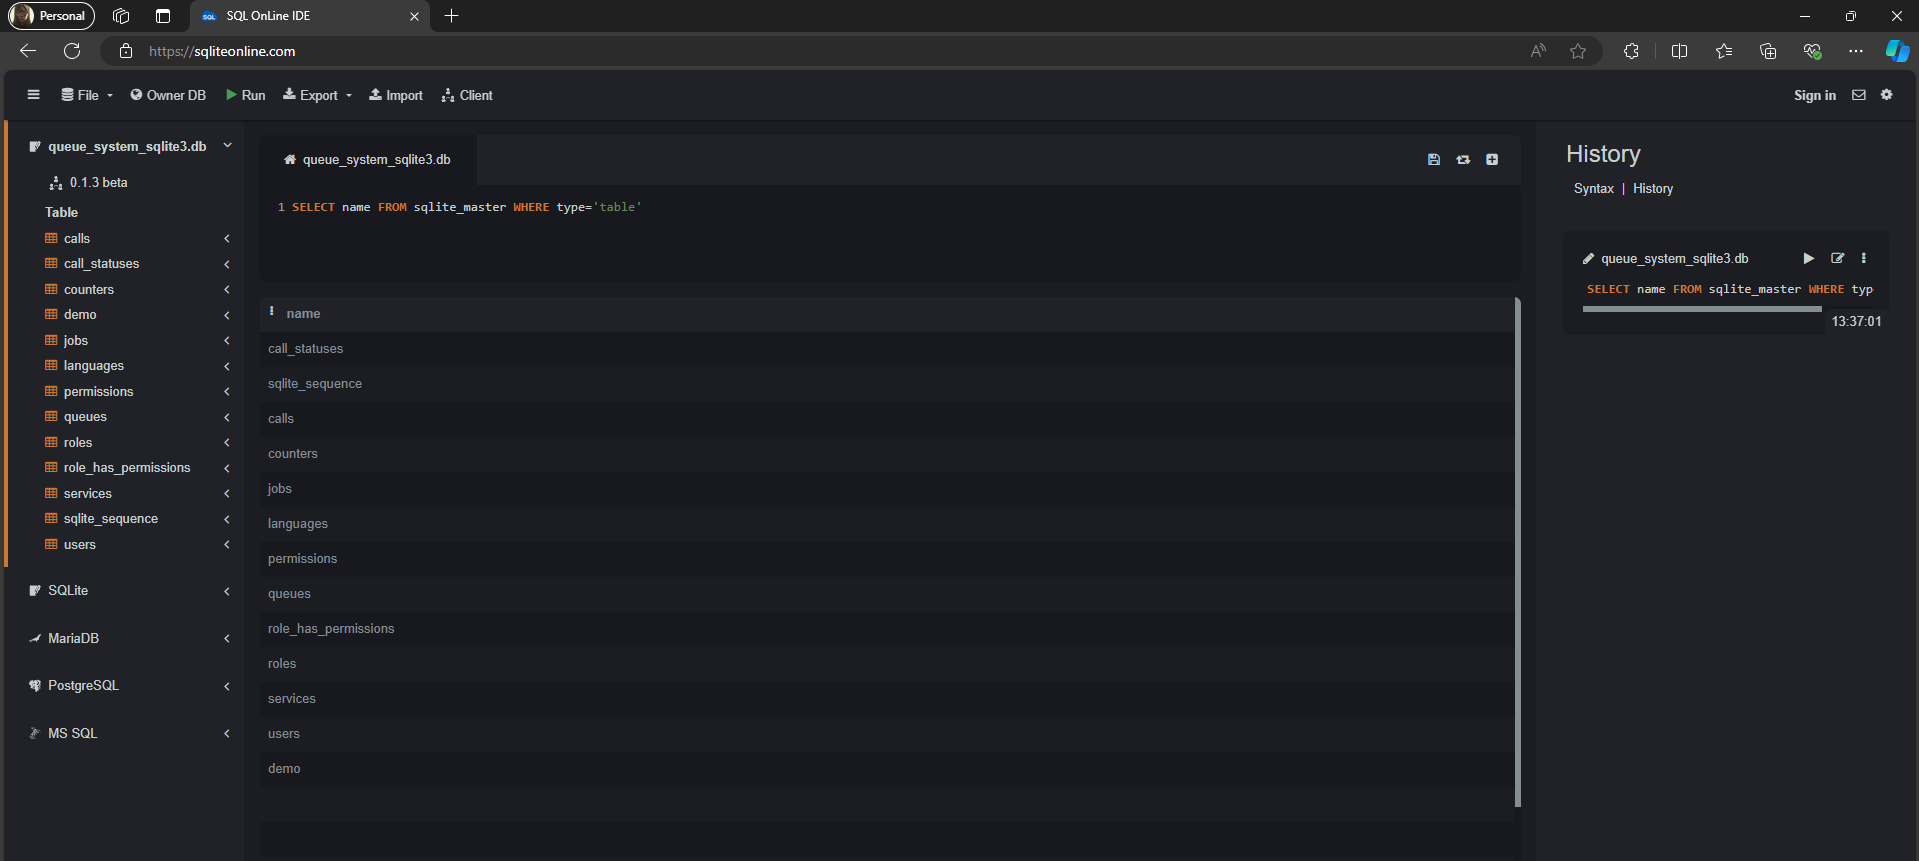 Personal
SQL OnLine IDE
https://sqliteonline.com
File
Owner DB
Run
Export
Import
Client
Sign in
queue_system_sqlite3.db
0.1.3 beta
Table
calls
call_statuses
counters
demo
jobs
languages
permissions
queues
roles
role_has_permissions
services
sqlite_sequence
users
SQLite
MariaDB
PostgreSQL
MS SQL
queue_system_sqlite3.db
1 SELECT name FROM sqlite_master WHERE type='table'
name
call_statuses
sqlite_sequence
calls
counters
jobs
languages
permissions
queues
role_has_permissions
roles
services
users
demo
History
Syntax | History
queue_system_sqlite3.db
SELECT name FROM sqlite_master WHERE typ
13:37:01